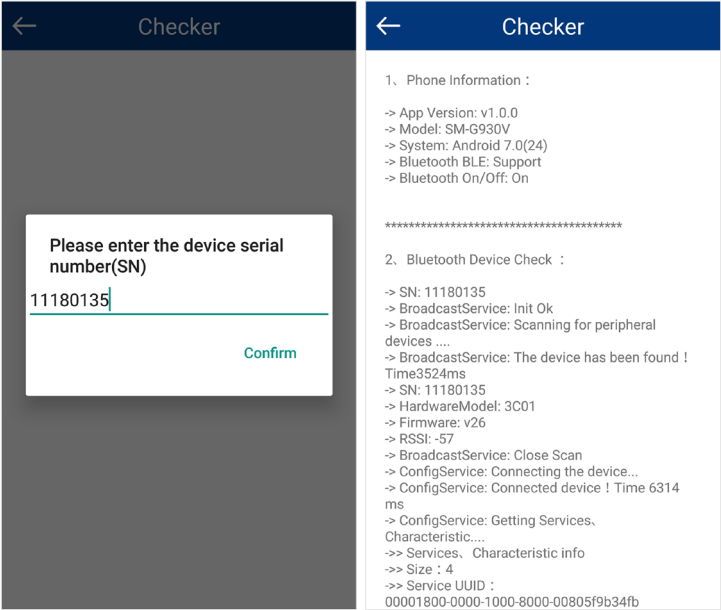 Checker
Please enter the device serial
number(SN)
11180135
Confirm
Checker
1、Phone Information：
-> App Version: v1.0.0
-> Model: SM-G930V
-> System: Android 7.0(24)
-> Bluetooth BLE: Support
-> Bluetooth On/Off: On
****************************************
2、Bluetooth Device Check ：
-> SN: 11180135
-> BroadcastService: Init Ok
-> BroadcastService: Scanning for peripheral
devices ....
-> BroadcastService: The device has been found！
Time3524ms
-> SN: 11180135
-> HardwareModel: 3C01
-> Firmware: v26
-> RSSI: -57
-> BroadcastService: Close Scan
-> ConfigService: Connecting the device...
-> ConfigService: Connected device！Time 6314
ms
-> ConfigService: Getting Services、
Characteristic....
->> Services、Characteristic info
->> Size：4
->> Service UUID：
00001800-0000-1000-8000-00805f9b34fb